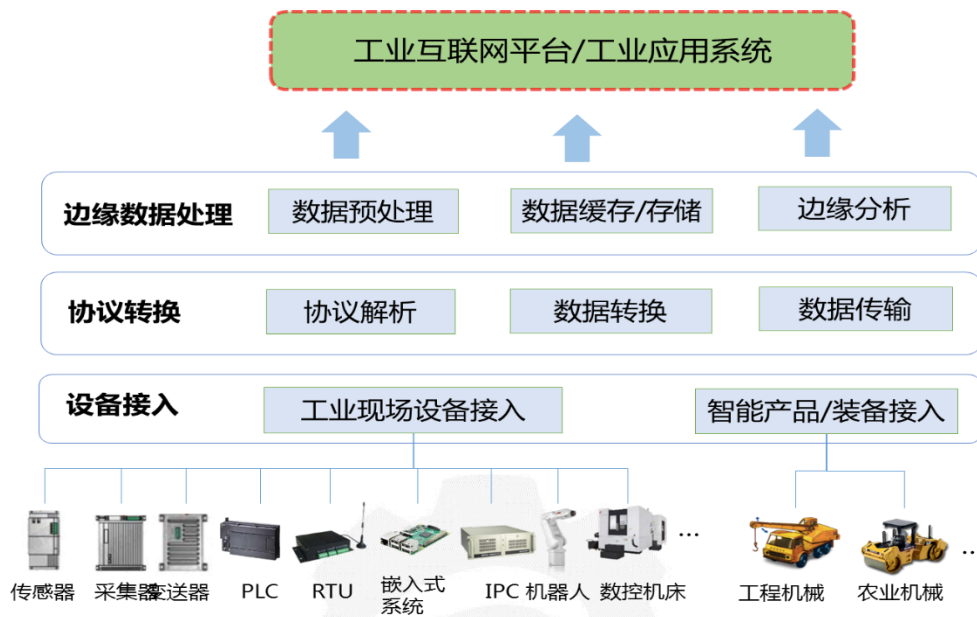 工业互联网平台/工业应用系统
边缘数据处理
数据预处理
数据缓存/存储
边缘分析
协议转换
协议解析
数据转换
数据传输
设备接入
工业现场设备接入
智能产品/装备接入
...
...
传感器
采集器
变送器
PLC
RTU
嵌入式
系统
IPC
机器人
数控机床
工程机械
农业机械